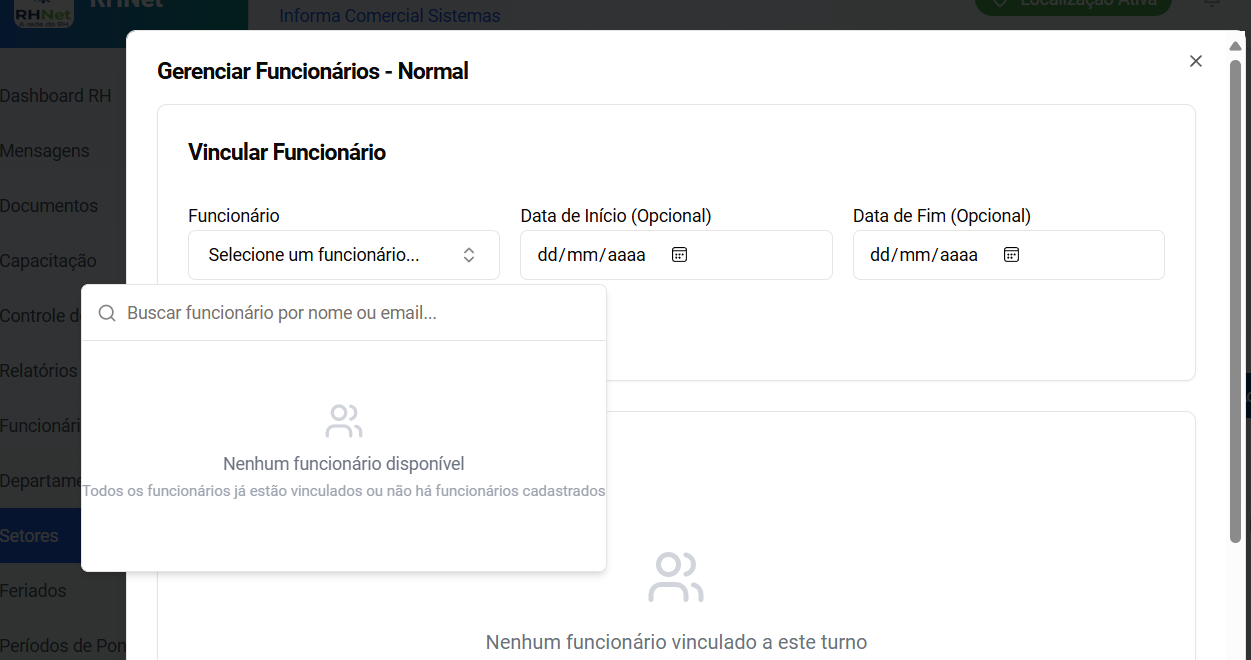 RHNet
RHNet
A rede do RH
Informa Comercial Sistemas
Localização Ativa
Gerenciar Funcionários - Normal
Dashboard RH
Mensagens
Documentos
Capacitação
Controle d
Relatórios
Funcionári
Departame
Setores
Feriados
Períodos de Pon
Vincular Funcionário
Funcionário
Data de Início (Opcional)
Data de Fim (Opcional)
Selecione um funcionário...
dd/mm/aaaa
dd/mm/aaaa
Buscar funcionário por nome ou email...
Nenhum funcionário disponível
Todos os funcionários já estão vinculados ou não há funcionários cadastrados
Nenhum funcionário vinculado a este turno